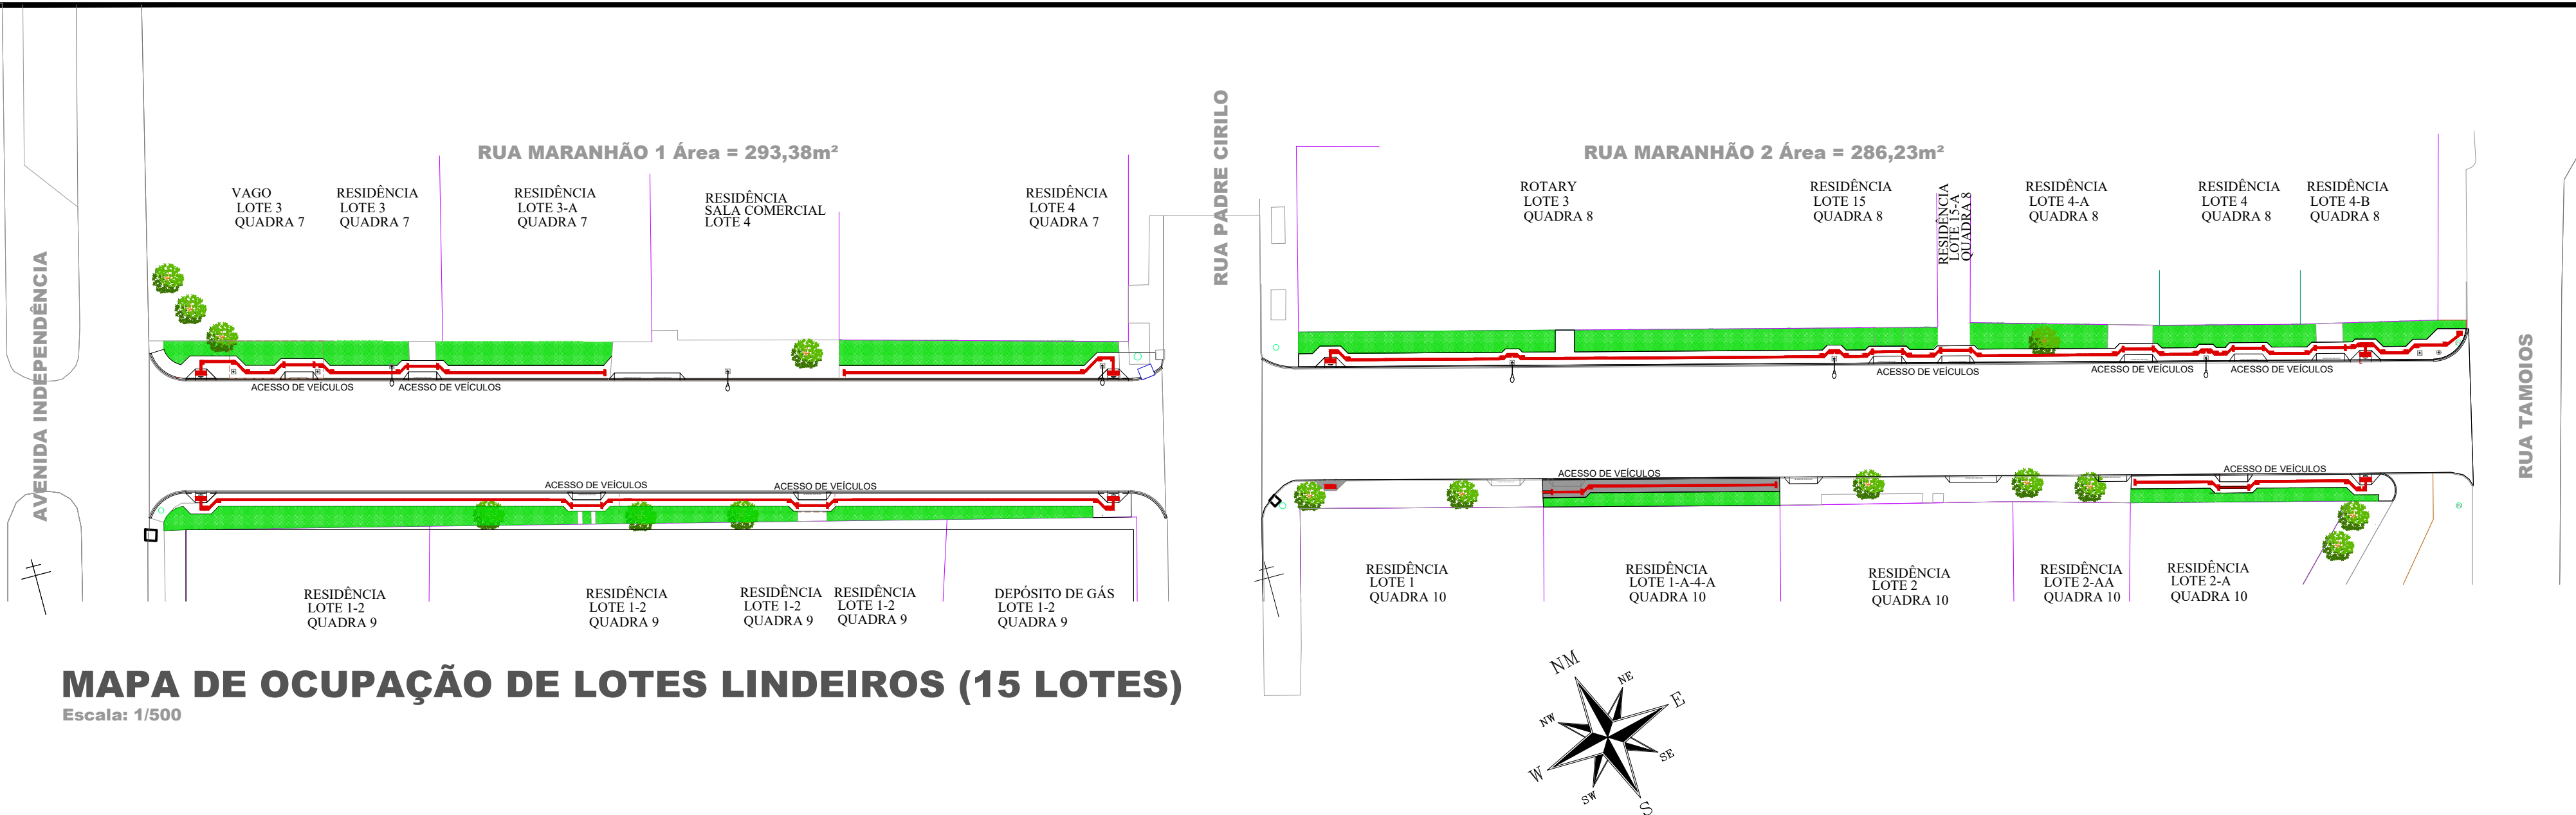 RUA MARANHÃO 1 Área = 293,38m²
RUA MARANHÃO 2 Área = 286,23m²
AVENIDA INDEPENDÊNCIA
RUA PADRE CIRILO
RUA TAMOIOS
VAGO
LOTE 3
QUADRA 7
RESIDÊNCIA
LOTE 3
QUADRA 7
RESIDÊNCIA
LOTE 3-A
QUADRA 7
RESIDÊNCIA
SALA COMERCIAL
LOTE 4
RESIDÊNCIA
LOTE 4
QUADRA 7
ROTARY
LOTE 3
QUADRA 8
RESIDÊNCIA
LOTE 15
QUADRA 8
RESIDÊNCIA
LOTE 15-A
QUADRA 8
RESIDÊNCIA
LOTE 4-A
QUADRA 8
RESIDÊNCIA
LOTE 4
QUADRA 8
RESIDÊNCIA
LOTE 4-B
QUADRA 8
ACESSO DE VEÍCULOS
ACESSO DE VEÍCULOS
ACESSO DE VEÍCULOS
ACESSO DE VEÍCULOS
ACESSO DE VEÍCULOS
ACESSO DE VEÍCULOS
ACESSO DE VEÍCULOS
ACESSO DE VEÍCULOS
ACESSO DE VEÍCULOS
RESIDÊNCIA
LOTE 1-2
QUADRA 9
RESIDÊNCIA
LOTE 1-2
QUADRA 9
RESIDÊNCIA
LOTE 1-2
QUADRA 9
RESIDÊNCIA
LOTE 1-2
QUADRA 9
DEPÓSITO DE GÁS
LOTE 1-2
QUADRA 9
RESIDÊNCIA
LOTE 1
QUADRA 10
RESIDÊNCIA
LOTE 1-A-4-A
QUADRA 10
RESIDÊNCIA
LOTE 2
QUADRA 10
RESIDÊNCIA
LOTE 2-AA
QUADRA 10
RESIDÊNCIA
LOTE 2-A
QUADRA 10
MAPA DE OCUPAÇÃO DE LOTES LINDEIROS (15 LOTES)
Escala: 1/500
NM
NE
E
NW
SE
W
SW
S